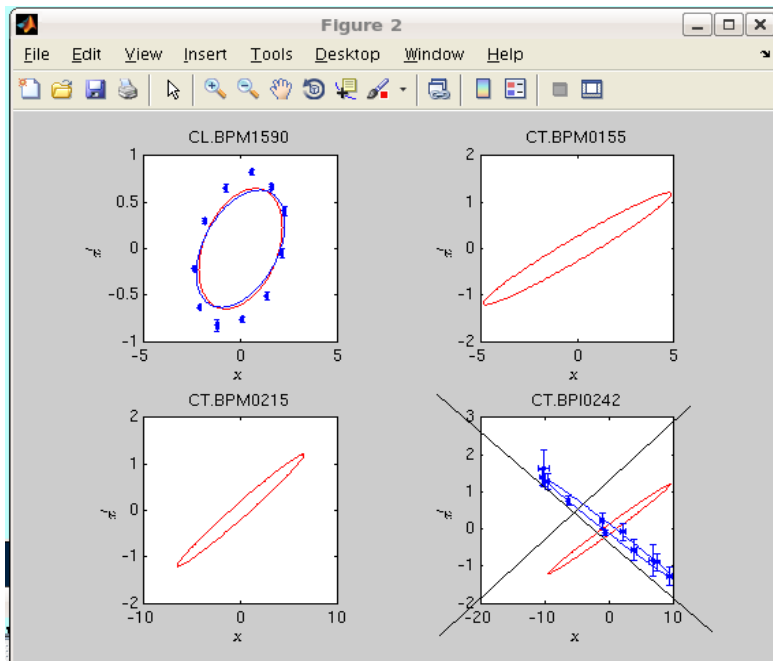 Figure 2
File Edit View Insert Tools Desktop Window Help
CL.BPM1590
1
0.5
0
-0.5
-1
-5 0 5
x
x'
CT.BPM0155
2
1
0
-1
-2
-5 0 5
x
x'
CT.BPM0215
2
1
0
-1
-2
-10 0 10
x
x'
CT.BPI0242
3
2
1
0
-1
-2
-20 -10 0 10
x
x'